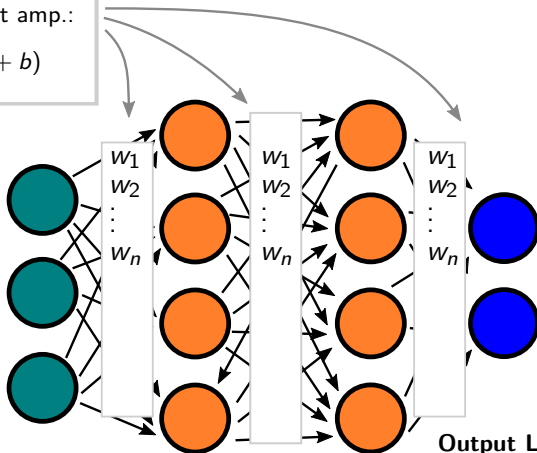 t amp.:
+ b)
w₁
w₂
⋮
wₙ
w₁
w₂
⋮
wₙ
w₁
w₂
⋮
wₙ
Output L